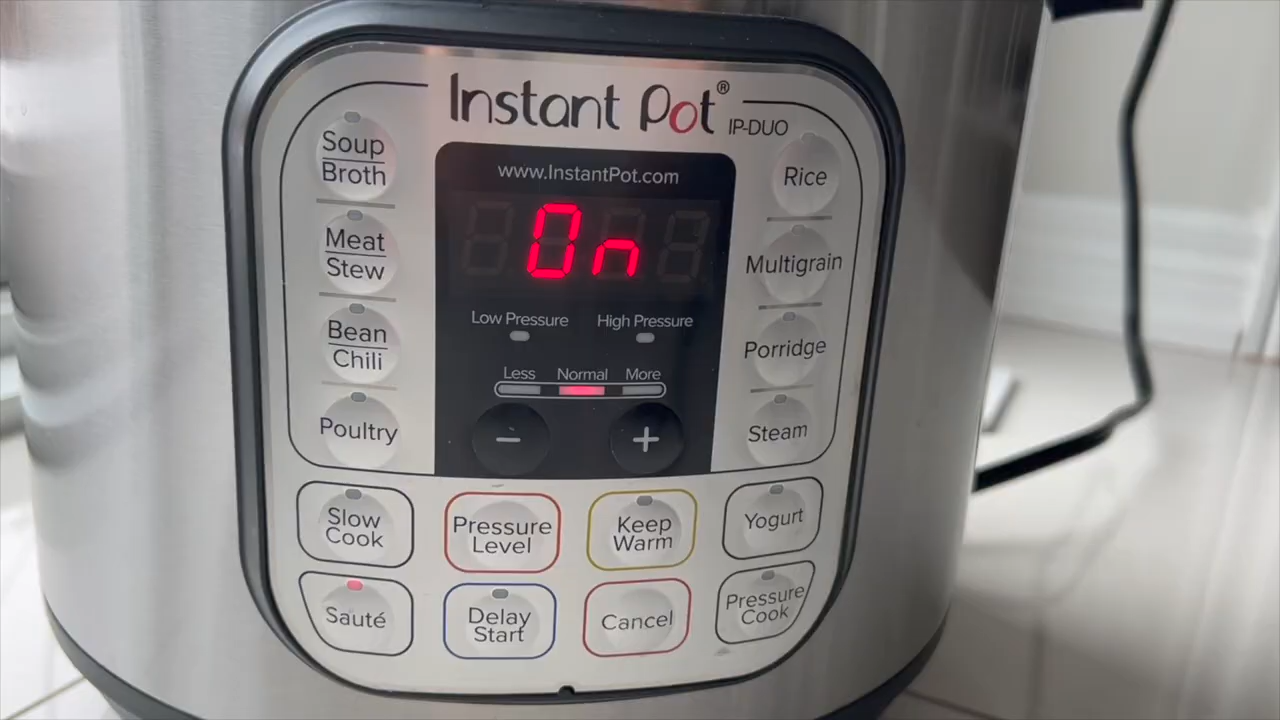 Instant Pot®
IP-DUO
www.InstantPot.com
On
Low Pressure
High Pressure
Less
Normal
More
−
+
Soup
Broth
Meat
Stew
Bean
Chili
Poultry
Rice
Multigrain
Porridge
Steam
Slow
Cook
Pressure
Level
Keep
Warm
Yogurt
Sauté
Delay
Start
Cancel
Pressure
Cook